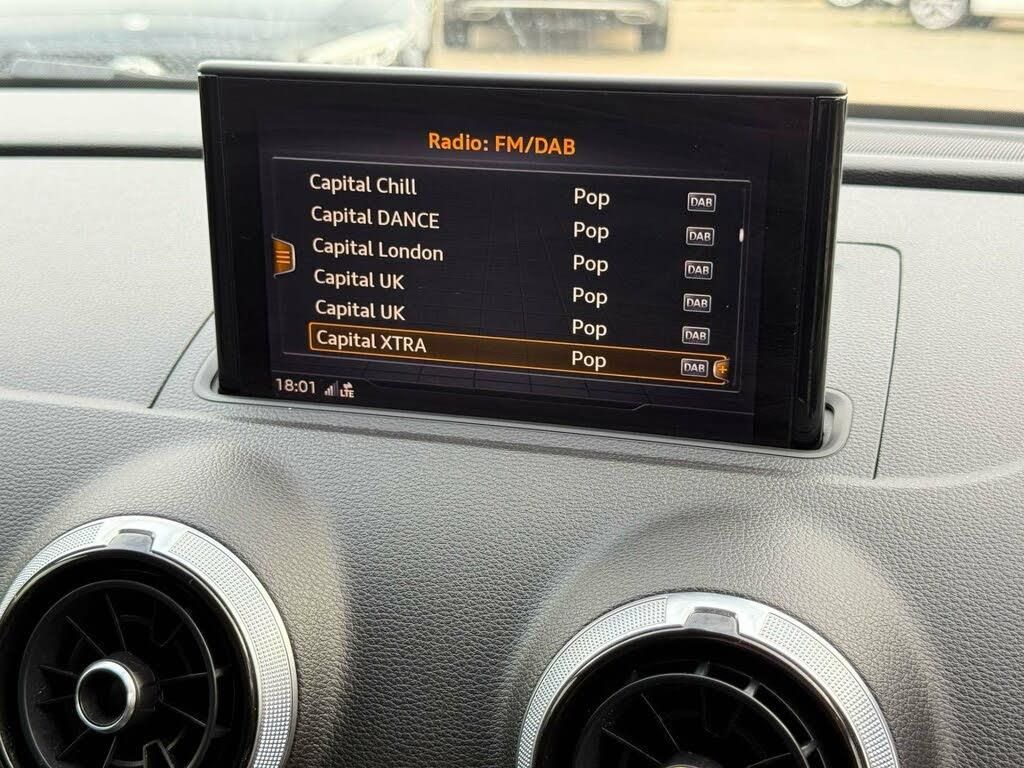 Radio: FM/DAB
Capital Chill Pop DAB
Capital DANCE Pop DAB
Capital London Pop DAB
Capital UK Pop DAB
Capital UK Pop DAB
Capital XTRA Pop DAB
18:01 LTE